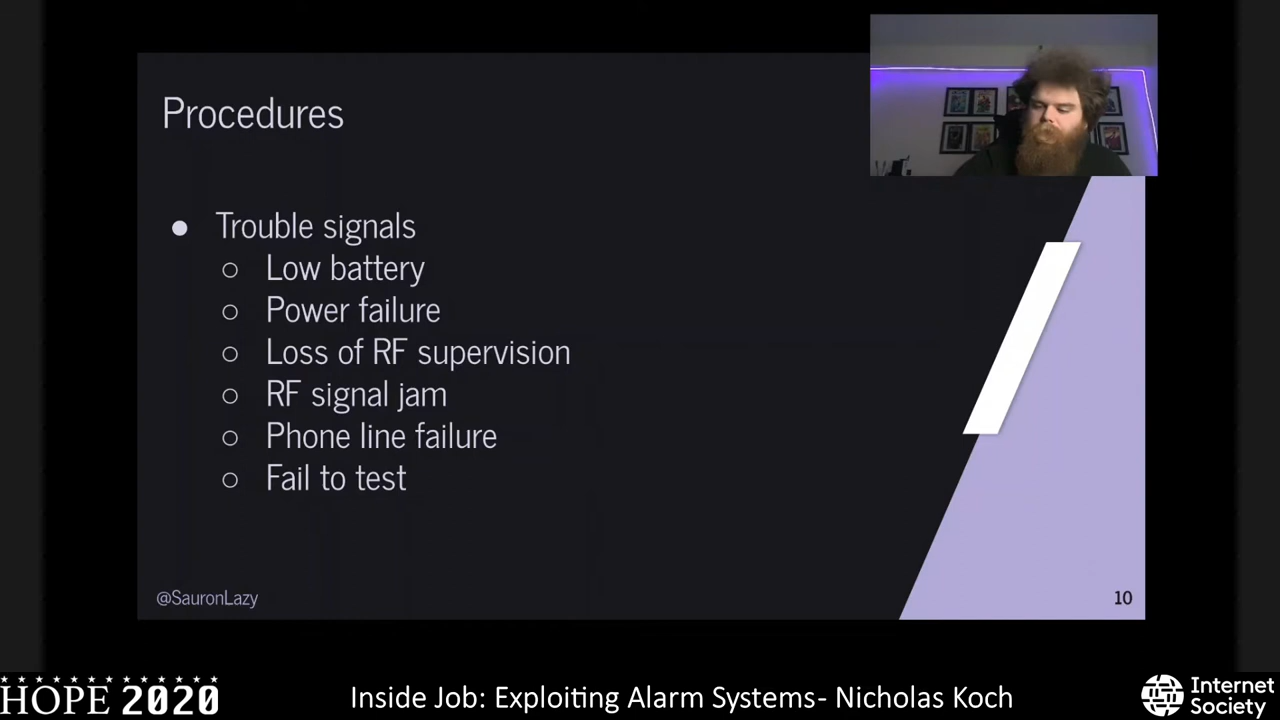 Procedures
● Trouble signals
○ Low battery
○ Power failure
○ Loss of RF supervision
○ RF signal jam
○ Phone line failure
○ Fail to test
@SauronLazy
10
HOPE 2020
Inside Job: Exploiting Alarm Systems- Nicholas Koch
Internet
Society